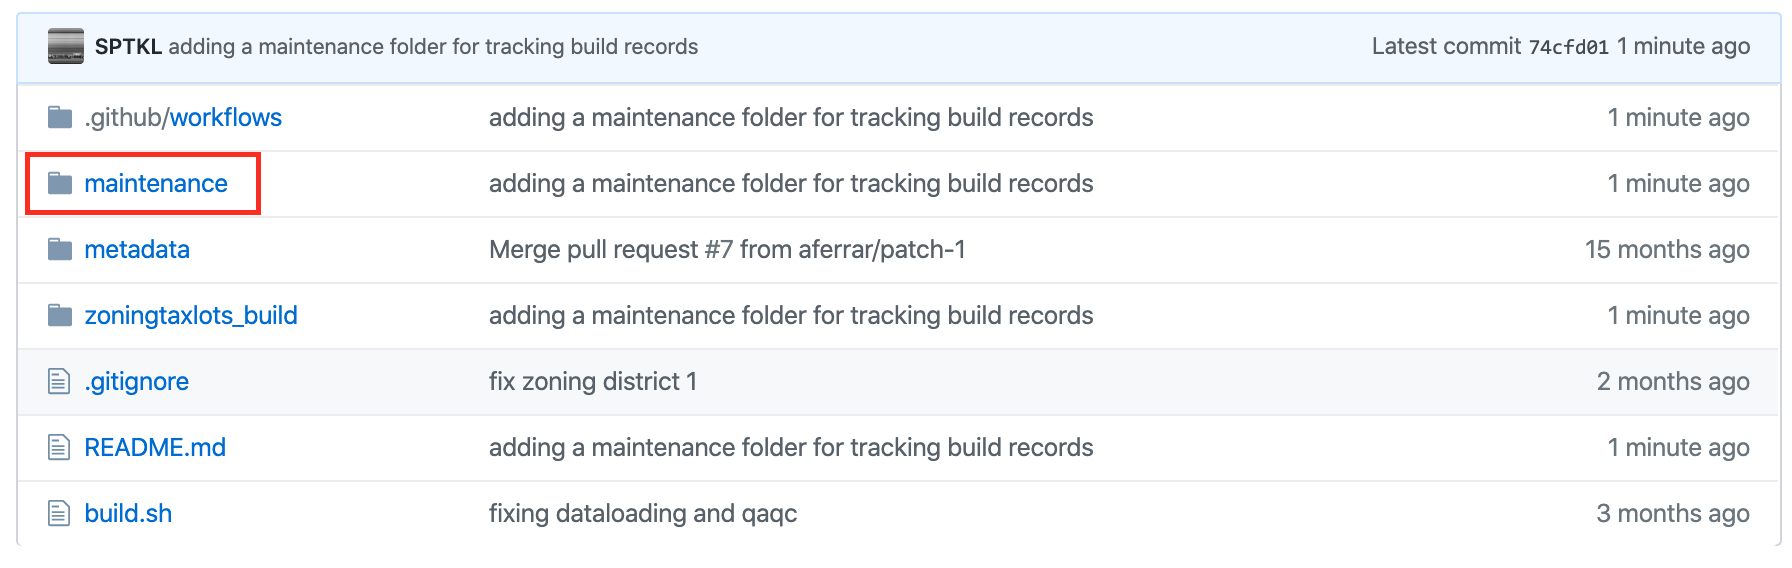 SPTKL adding a maintenance folder for tracking build records Latest commit 74cfd01 1 minute ago
.github/workflows adding a maintenance folder for tracking build records 1 minute ago
maintenance adding a maintenance folder for tracking build records 1 minute ago
metadata Merge pull request #7 from aferrar/patch-1 15 months ago
zoningtaxlots_build adding a maintenance folder for tracking build records 1 minute ago
.gitignore fix zoning district 1 2 months ago
README.md adding a maintenance folder for tracking build records 1 minute ago
build.sh fixing dataloading and qaqc 3 months ago